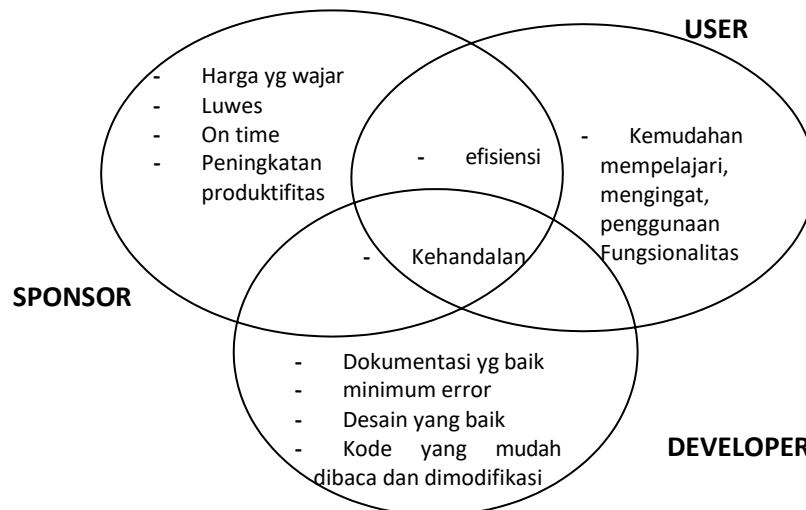 USER
- Harga yg wajar
- Luwes
- On time
- Peningkatan
produktifitas
- efisiensi
- Kemudahan
mempelajari,
mengingat,
penggunaan
Fungsionalitas
- Kehandalan
SPONSOR
- Dokumentasi yg baik
- minimum error
- Desain yang baik
- Kode yang mudah
dibaca dan dimodifikasi
DEVELOPER